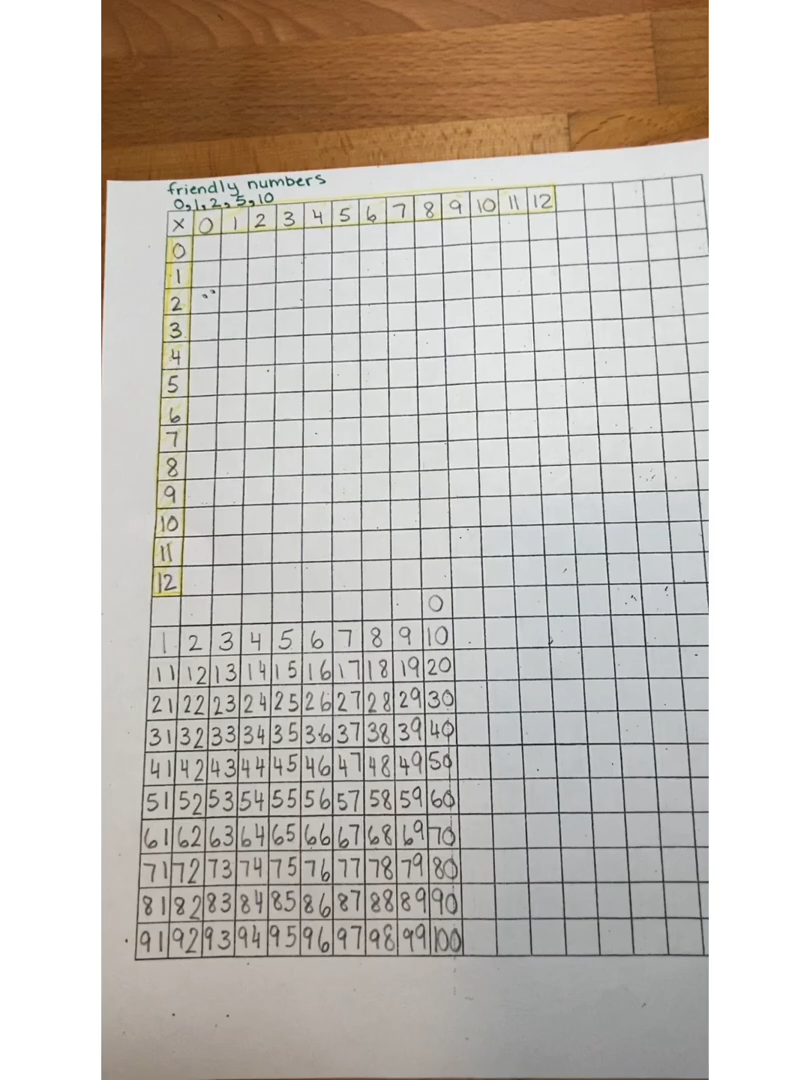 friendly numbers
0, 1, 2, 5, 10
x 0 1 2 3 4 5 6 7 8 9 10 11 12
0
1
2
3
4
5
6
7
8
9
10
11
12
0
1 2 3 4 5 6 7 8 9 10
11 12 13 14 15 16 17 18 19 20
21 22 23 24 25 26 27 28 29 30
31 32 33 34 35 36 37 38 39 40
41 42 43 44 45 46 47 48 49 50
51 52 53 54 55 56 57 58 59 60
61 62 63 64 65 66 67 68 69 70
71 72 73 74 75 76 77 78 79 80
81 82 83 84 85 86 87 88 89 90
91 92 93 94 95 96 97 98 99 100